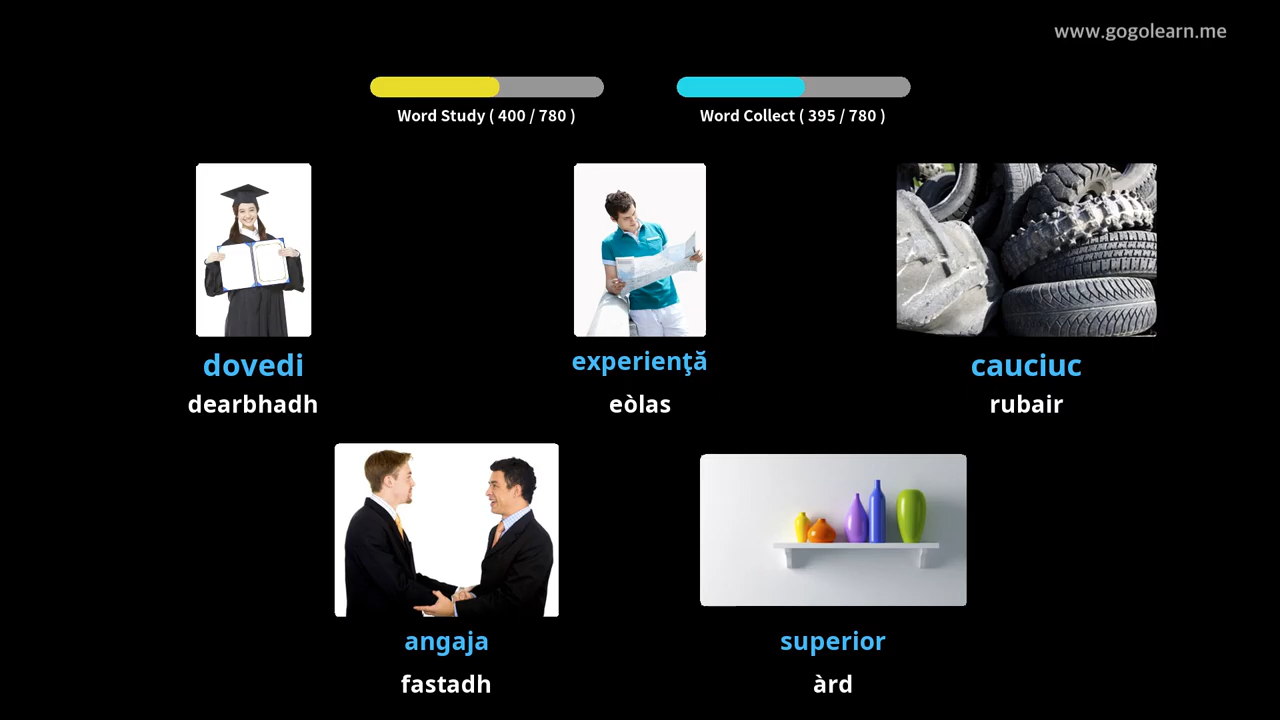 www.gogolearn.me
Word Study ( 400 / 780 )
Word Collect ( 395 / 780 )
dovedi
dearbhadh
experienţă
eòlas
cauciuc
rubair
angaja
fastadh
superior
àrd